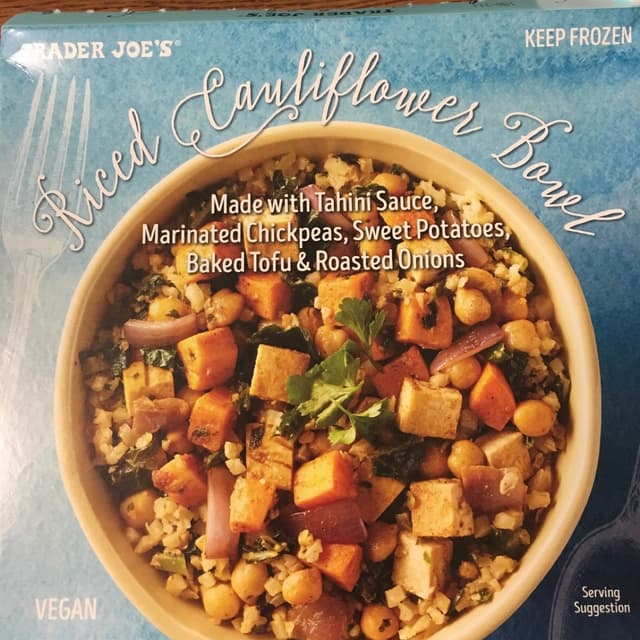 TRADER JOE'S®
KEEP FROZEN
Riced Cauliflower Bowl
Made with Tahini Sauce,
Marinated Chickpeas, Sweet Potatoes,
Baked Tofu & Roasted Onions
VEGAN
Serving
Suggestion